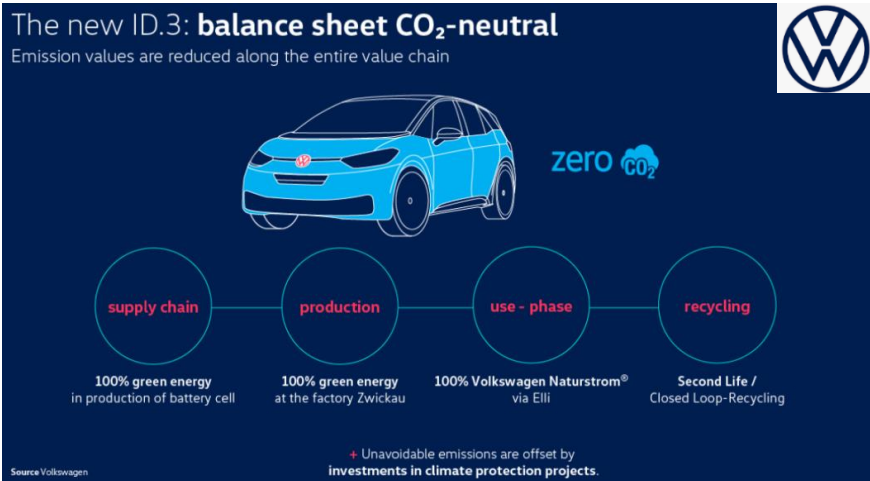 The new ID.3: balance sheet CO₂-neutral
Emission values are reduced along the entire value chain
zero CO₂
supply chain
production
use - phase
recycling
100% green energy
in production of battery cell
100% green energy
at the factory Zwickau
100% Volkswagen Naturstrom®
via Elli
Second Life /
Closed Loop-Recycling
+ Unavoidable emissions are offset by
investments in climate protection projects.
Source Volkswagen